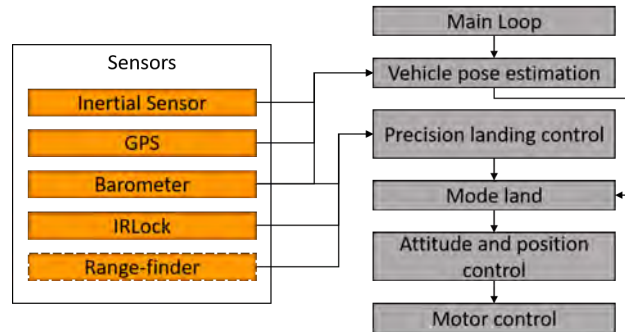 Sensors
Inertial Sensor
GPS
Barometer
IRLock
Range-finder
Main Loop
Vehicle pose estimation
Precision landing control
Mode land
Attitude and position
control
Motor control